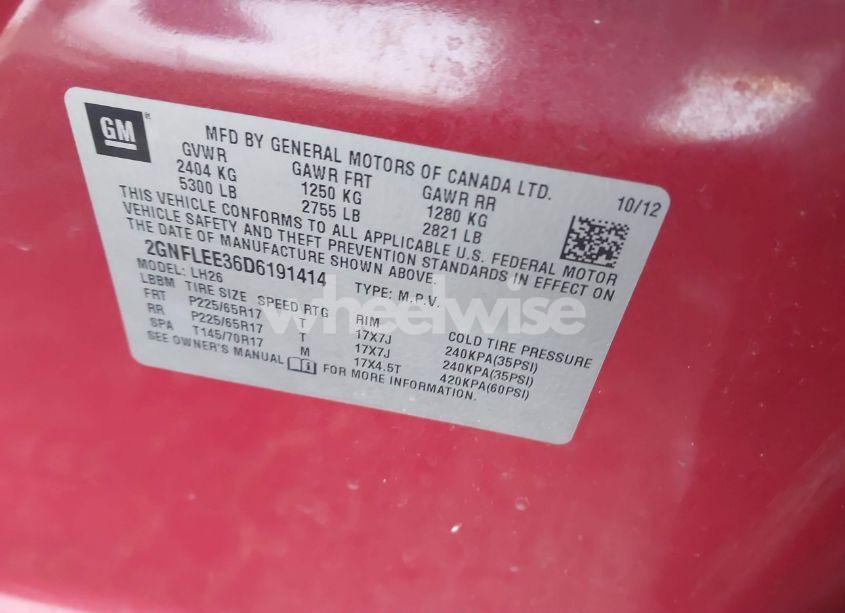 GM
MFD BY GENERAL MOTORS OF CANADA LTD. 10/12
GVWR GAWR FRT GAWR RR
2404 KG 1250 KG 1280 KG
5300 LB 2755 LB 2821 LB
THIS VEHICLE CONFORMS TO ALL APPLICABLE U.S. FEDERAL MOTOR
VEHICLE SAFETY AND THEFT PREVENTION STANDARDS IN EFFECT ON
THE DATE OF MANUFACTURE SHOWN ABOVE.
2GNFLEE36D6191414 TYPE: M.P.V.
MODEL: LH26
LBBM TIRE SIZE SPEED RTG RIM COLD TIRE PRESSURE
FRT P225/65R17 T 17X7J 240KPA(35PSI)
RR P225/65R17 T 17X7J 240KPA(35PSI)
SPA T145/70R17 M 17X4.5T 420KPA(60PSI)
SEE OWNER'S MANUAL FOR MORE INFORMATION.
wheelwise